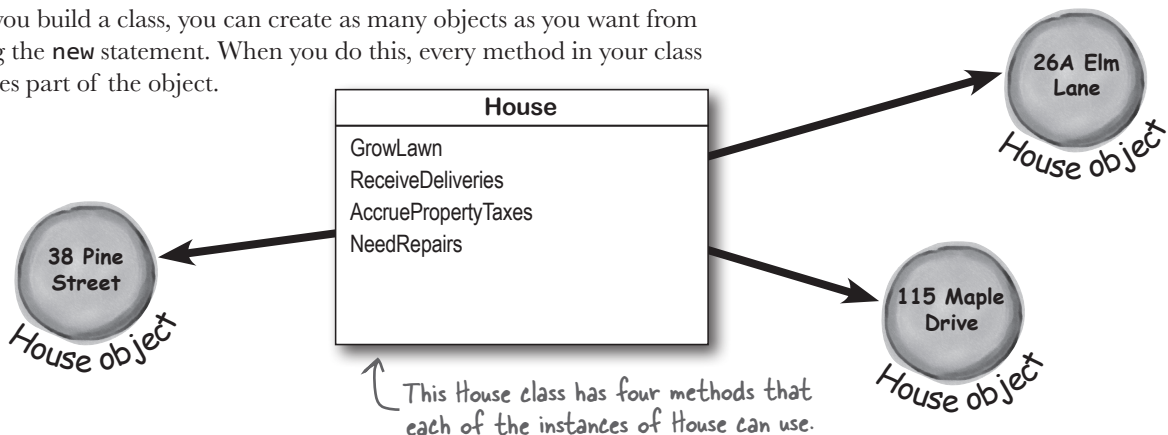 you build a class, you can create as many objects as you want from
the new statement. When you do this, every method in your class
es part of the object.
House
GrowLawn
ReceiveDeliveries
AccruePropertyTaxes
NeedRepairs
26A Elm
Lane
House object
38 Pine
Street
House object
115 Maple
Drive
House object
This House class has four methods that
each of the instances of House can use.